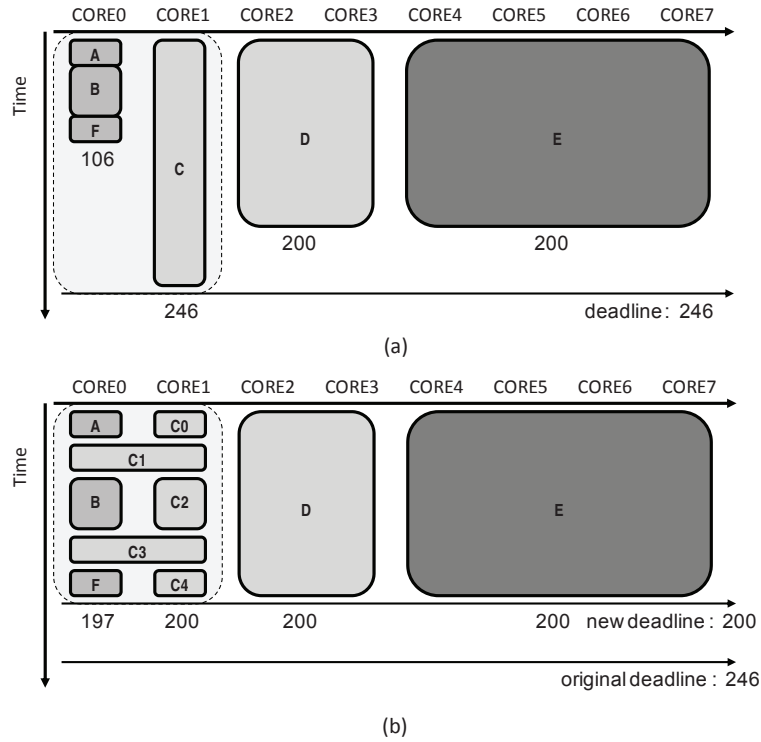 CORE0 CORE1 CORE2 CORE3 CORE4 CORE5 CORE6 CORE7
Time
A
B
F
106
C
D
E
200
200
246
deadline: 246
(a)
CORE0 CORE1 CORE2 CORE3 CORE4 CORE5 CORE6 CORE7
Time
A C0
C1
B C2
D
E
C3
F C4
197 200 200 200 new deadline : 200
original deadline : 246
(b)